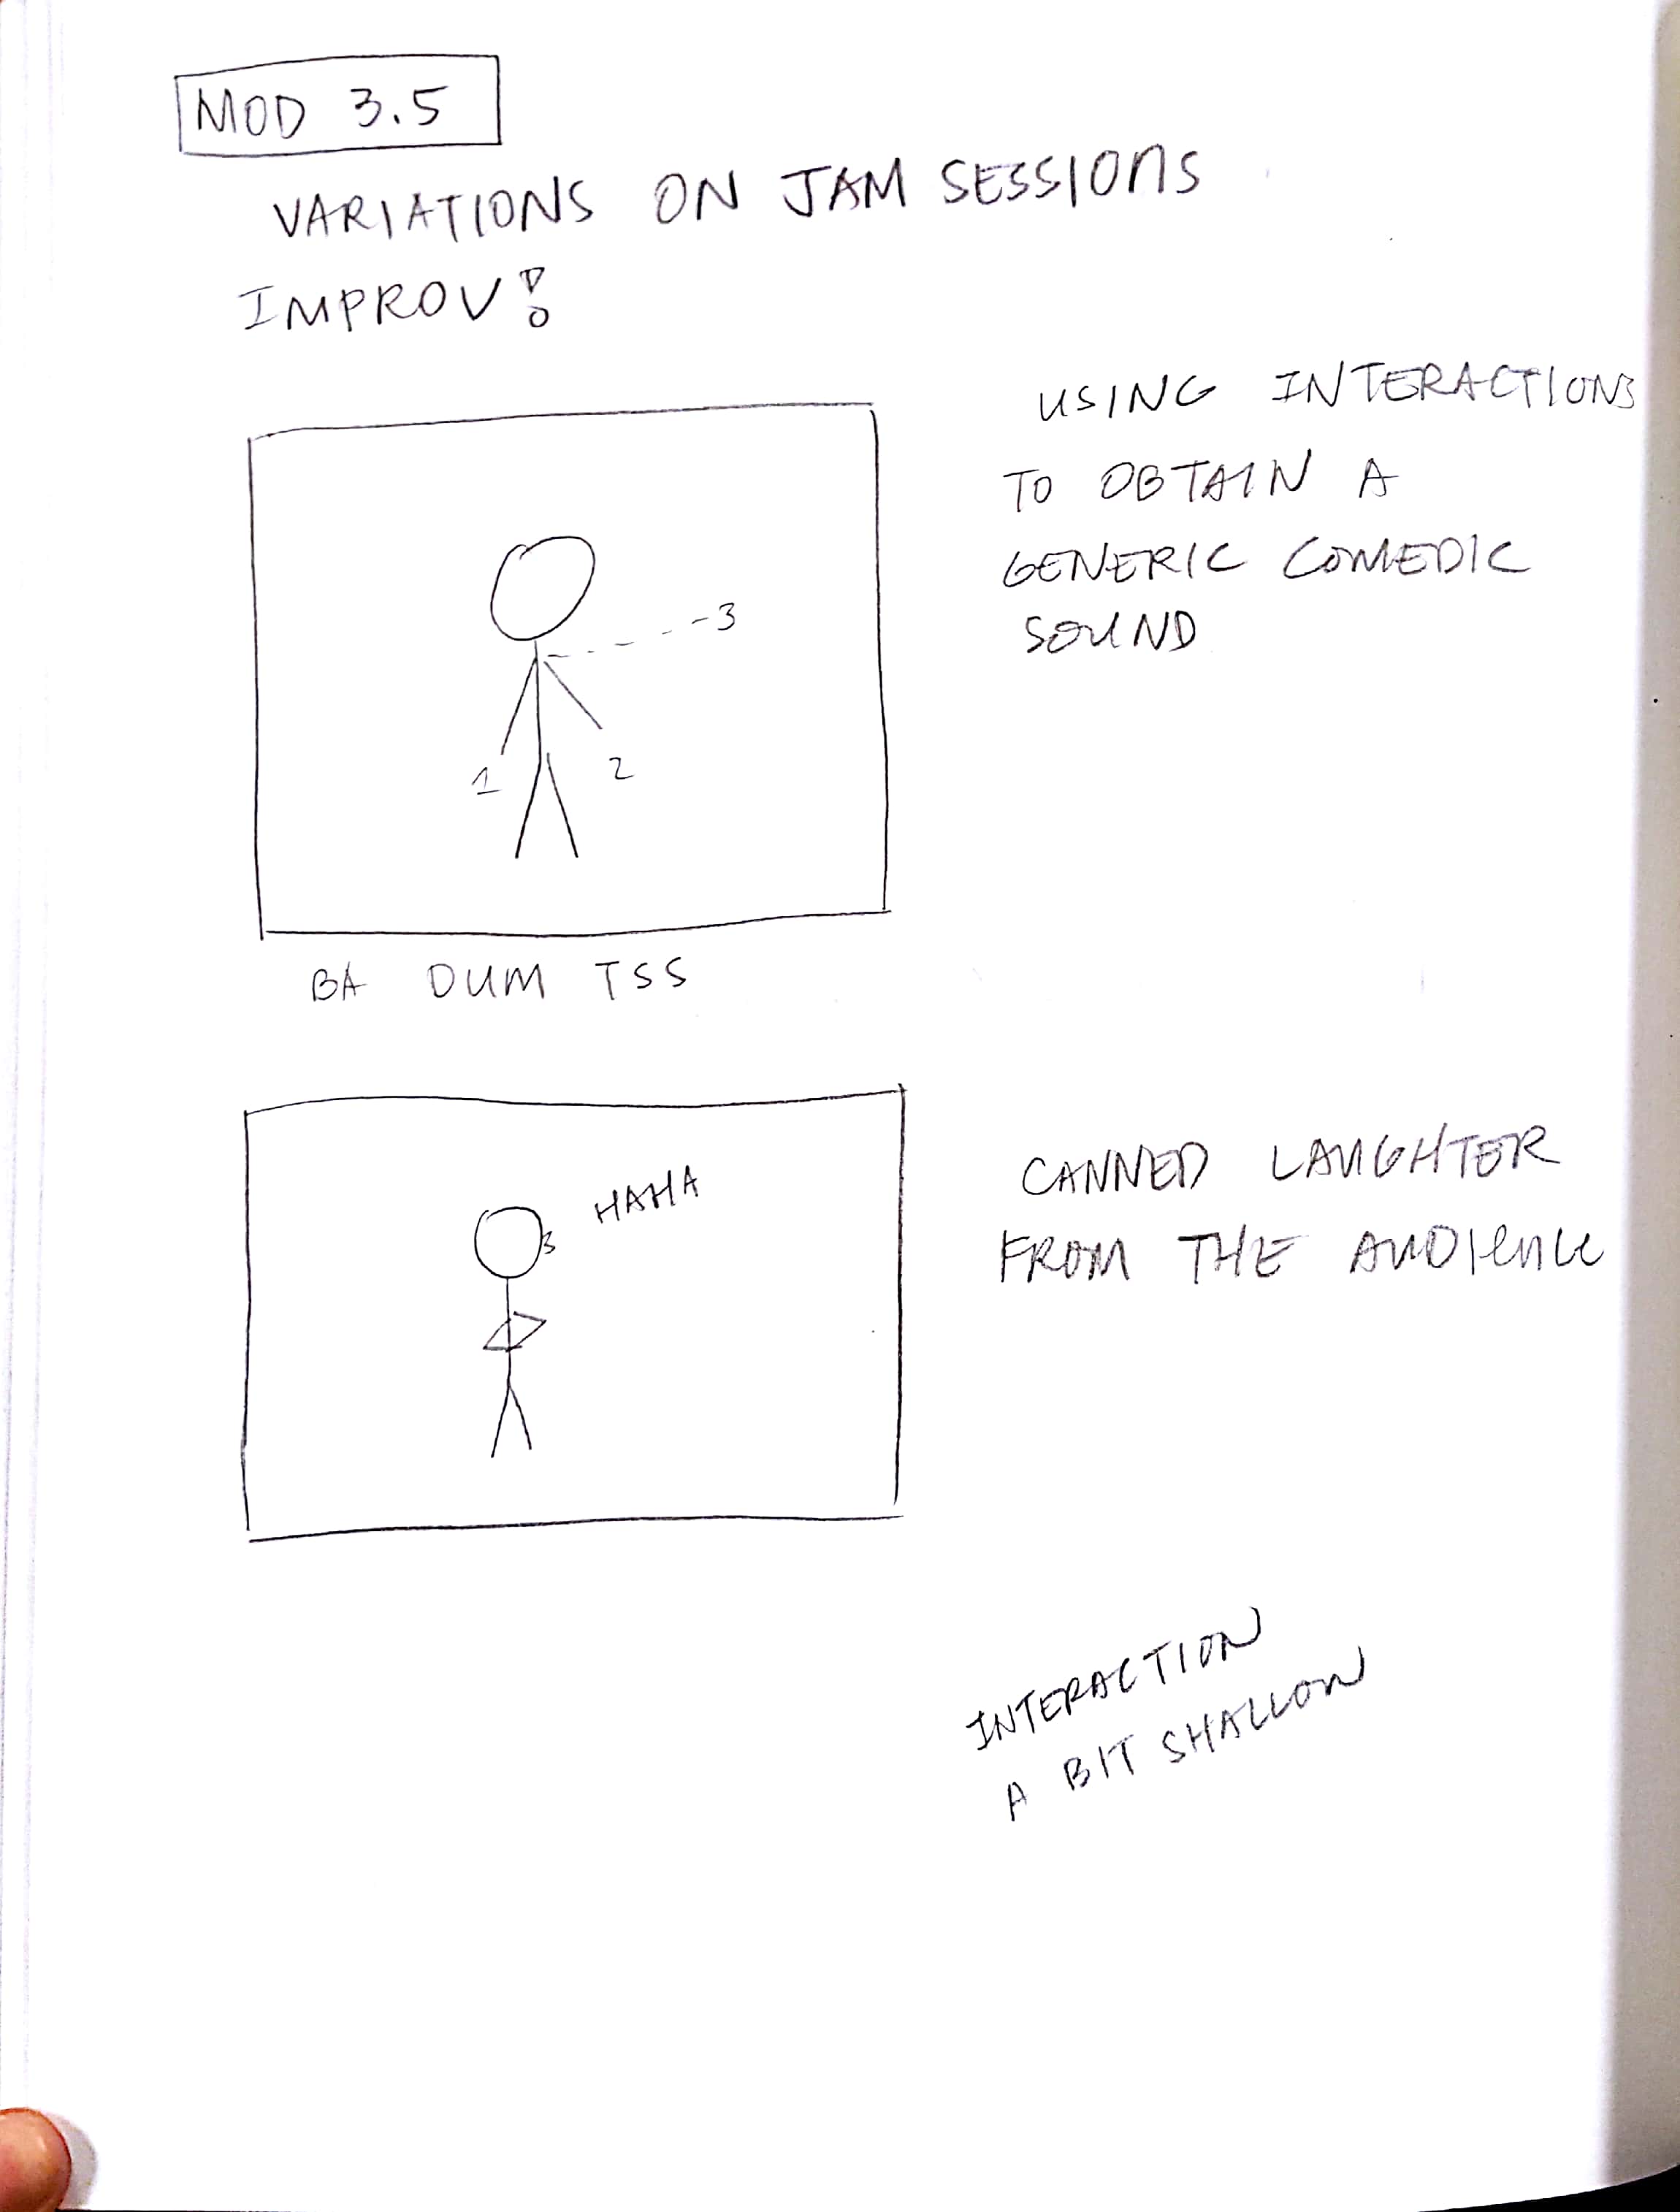 MOD 3.5
VARIATIONS ON JAM SESSIONS
IMPROV!
USING INTERACTIONS
TO OBTAIN A
GENERIC COMEDIC
SOUND
3
1 2
BA DUM TSS
HAHA
CANNED LAUGHTER
FROM THE AUDIENCE
INTERACTION
A BIT SHALLOW